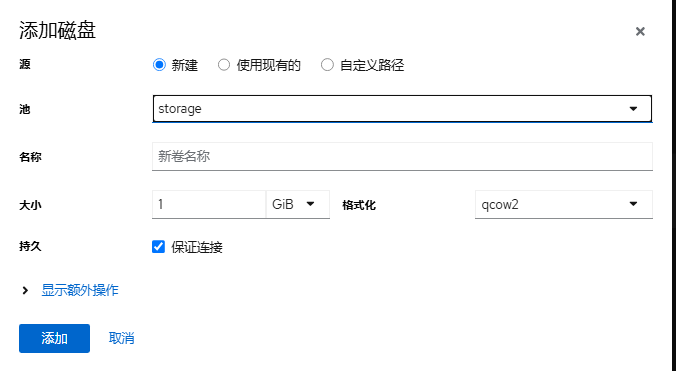 添加磁盘
源 新建 使用现有的 自定义路径
池 storage
名称 新卷名称
大小 1 GiB 格式化 qcow2
持久 保证连接
显示额外操作
添加 取消